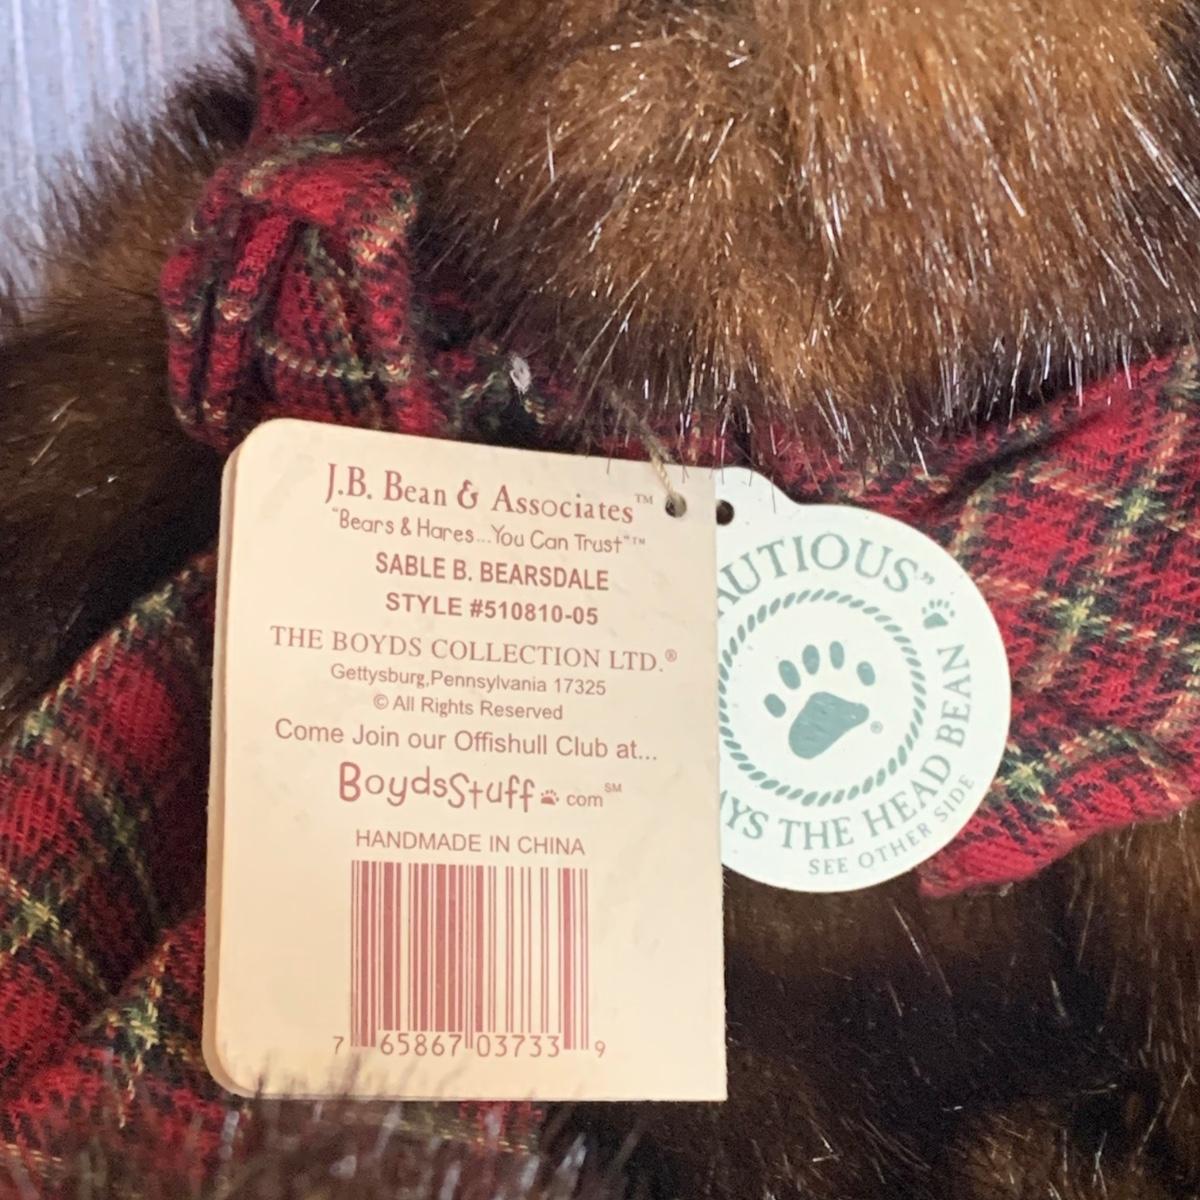 J.B. Bean & Associates™
"Bears & Hares...You Can Trust"™
SABLE B. BEARSDALE
STYLE #510810-05
THE BOYDS COLLECTION LTD.®
Gettysburg,Pennsylvania 17325
© All Rights Reserved
Come Join our Offishull Club at...
BoydsStuff com℠
HANDMADE IN CHINA
7 65867 03733 9
THE HEAD BEAN
®
SEE OTHER SIDE